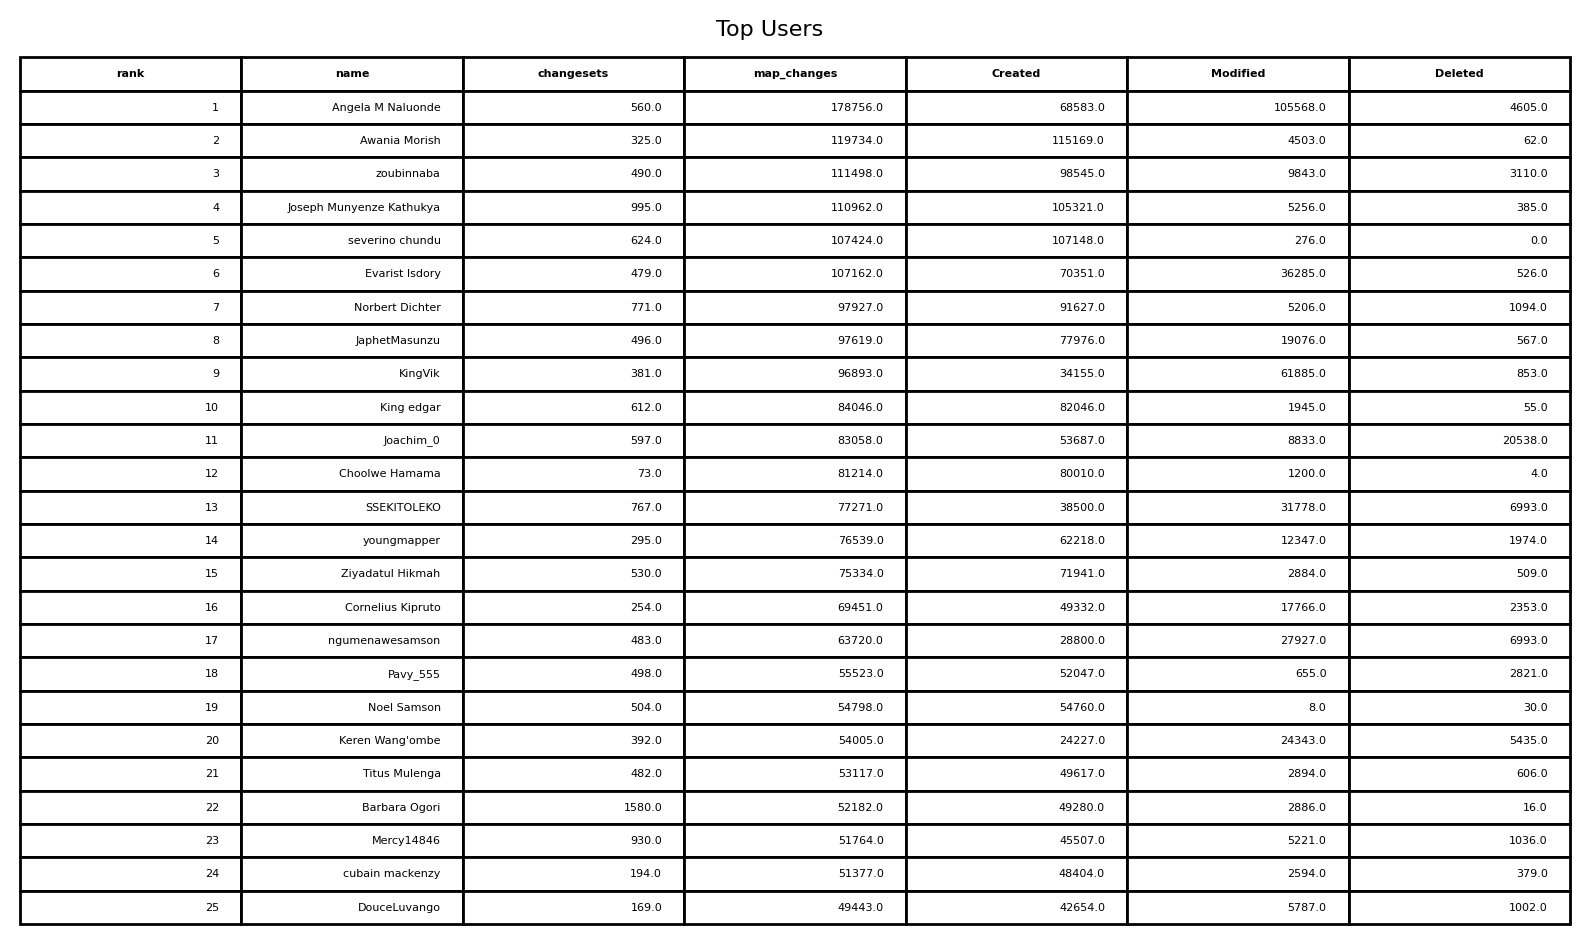 Top Users
rank name changesets map_changes Created Modified Deleted
1 Angela M Naluonde 560.0 178756.0 68583.0 105568.0 4605.0
2 Awania Morish 325.0 119734.0 115169.0 4503.0 62.0
3 zoubinnaba 490.0 111498.0 98545.0 9843.0 3110.0
4 Joseph Munyenze Kathukya 995.0 110962.0 105321.0 5256.0 385.0
5 severino chundu 624.0 107424.0 107148.0 276.0 0.0
6 Evarist Isdory 479.0 107162.0 70351.0 36285.0 526.0
7 Norbert Dichter 771.0 97927.0 91627.0 5206.0 1094.0
8 JaphetMasunzu 496.0 97619.0 77976.0 19076.0 567.0
9 KingVik 381.0 96893.0 34155.0 61885.0 853.0
10 King edgar 612.0 84046.0 82046.0 1945.0 55.0
11 Joachim_0 597.0 83058.0 53687.0 8833.0 20538.0
12 Choolwe Hamama 73.0 81214.0 80010.0 1200.0 4.0
13 SSEKITOLEKO 767.0 77271.0 38500.0 31778.0 6993.0
14 youngmapper 295.0 76539.0 62218.0 12347.0 1974.0
15 Ziyadatul Hikmah 530.0 75334.0 71941.0 2884.0 509.0
16 Cornelius Kipruto 254.0 69451.0 49332.0 17766.0 2353.0
17 ngumenawesamson 483.0 63720.0 28800.0 27927.0 6993.0
18 Pavy_555 498.0 55523.0 52047.0 655.0 2821.0
19 Noel Samson 504.0 54798.0 54760.0 8.0 30.0
20 Keren Wang'ombe 392.0 54005.0 24227.0 24343.0 5435.0
21 Titus Mulenga 482.0 53117.0 49617.0 2894.0 606.0
22 Barbara Ogori 1580.0 52182.0 49280.0 2886.0 16.0
23 Mercy14846 930.0 51764.0 45507.0 5221.0 1036.0
24 cubain mackenzy 194.0 51377.0 48404.0 2594.0 379.0
25 DouceLuvango 169.0 49443.0 42654.0 5787.0 1002.0